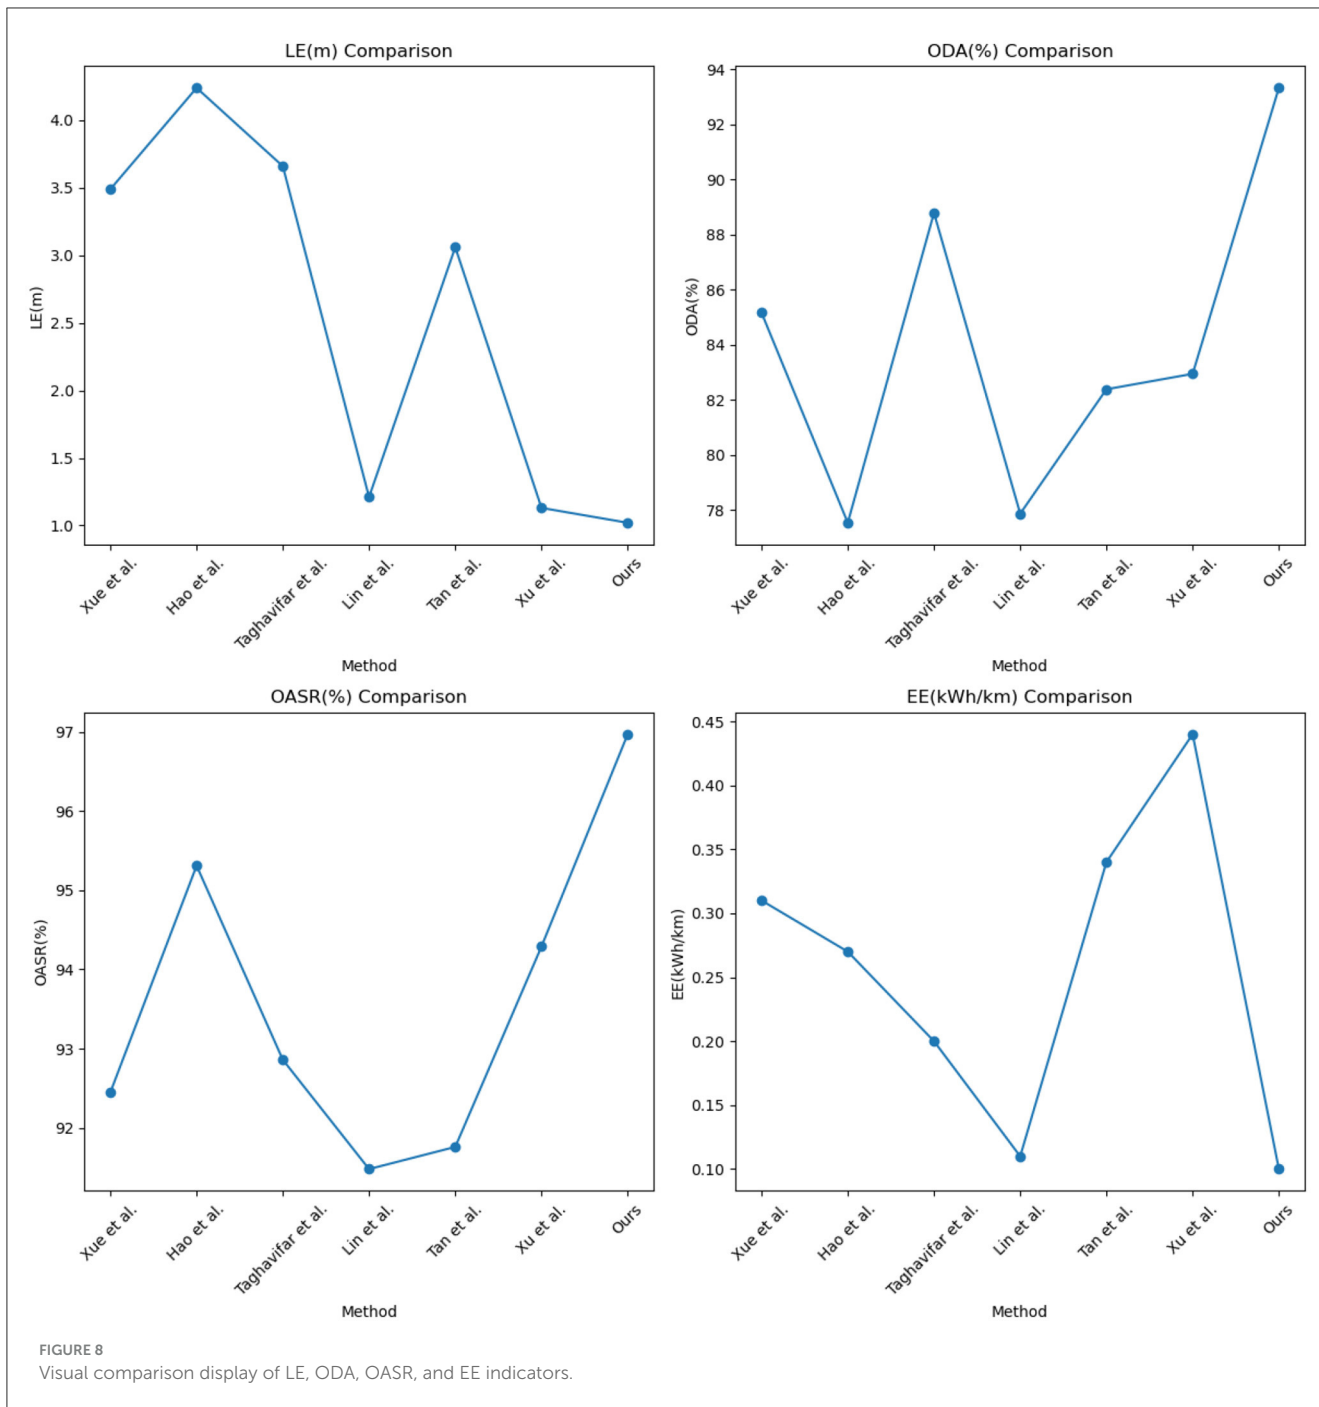 LE(m) Comparison
LE(m)
4.0
3.5
3.0
2.5
2.0
1.5
1.0
Xue et al.
Hao et al.
Taghavifar et al.
Lin et al.
Tan et al.
Xu et al.
Ours
Method
ODA(%) Comparison
ODA(%)
94
92
90
88
86
84
82
80
78
Xue et al.
Hao et al.
Taghavifar et al.
Lin et al.
Tan et al.
Xu et al.
Ours
Method
OASR(%) Comparison
OASR(%)
97
96
95
94
93
92
Xue et al.
Hao et al.
Taghavifar et al.
Lin et al.
Tan et al.
Xu et al.
Ours
Method
EE(kWh/km) Comparison
EE(kWh/km)
0.45
0.40
0.35
0.30
0.25
0.20
0.15
0.10
Xue et al.
Hao et al.
Taghavifar et al.
Lin et al.
Tan et al.
Xu et al.
Ours
Method
FIGURE 8
Visual comparison display of LE, ODA, OASR, and EE indicators.